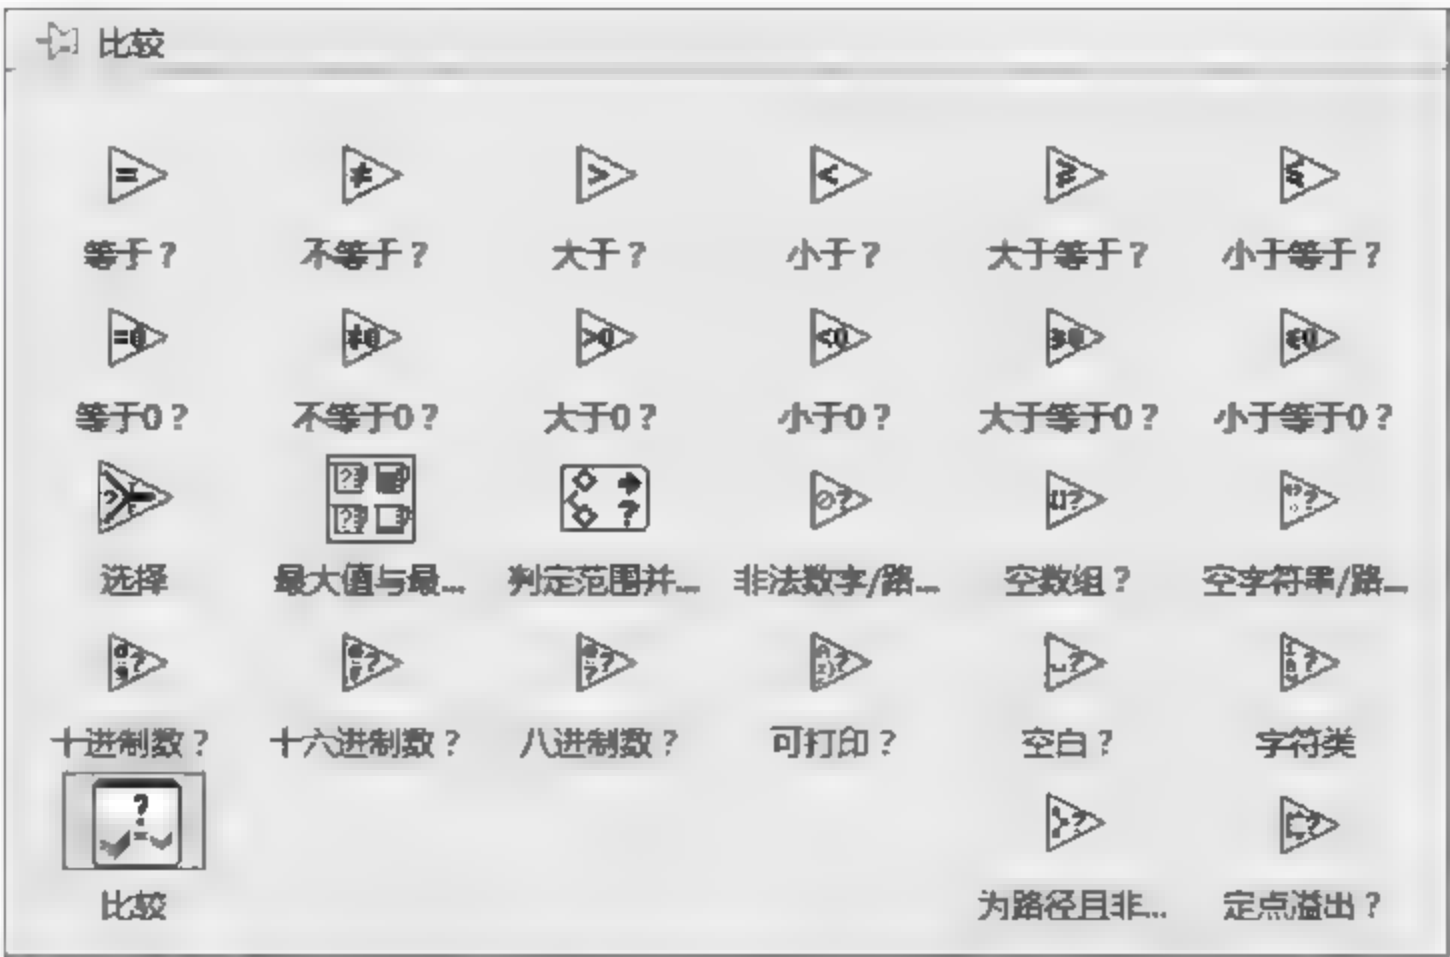 比较
等于？ 不等于？ 大于？ 小于？ 大于等于？ 小于等于？
等于0？ 不等于0？ 大于0？ 小于0？ 大于等于0？ 小于等于0？
选择 最大值与最... 判定范围并... 非法数字/路... 空数组？ 空字符串/路...
十进制数？ 十六进制数？ 八进制数？ 可打印？ 空白？ 字符类
比较 为路径且非... 定点溢出？